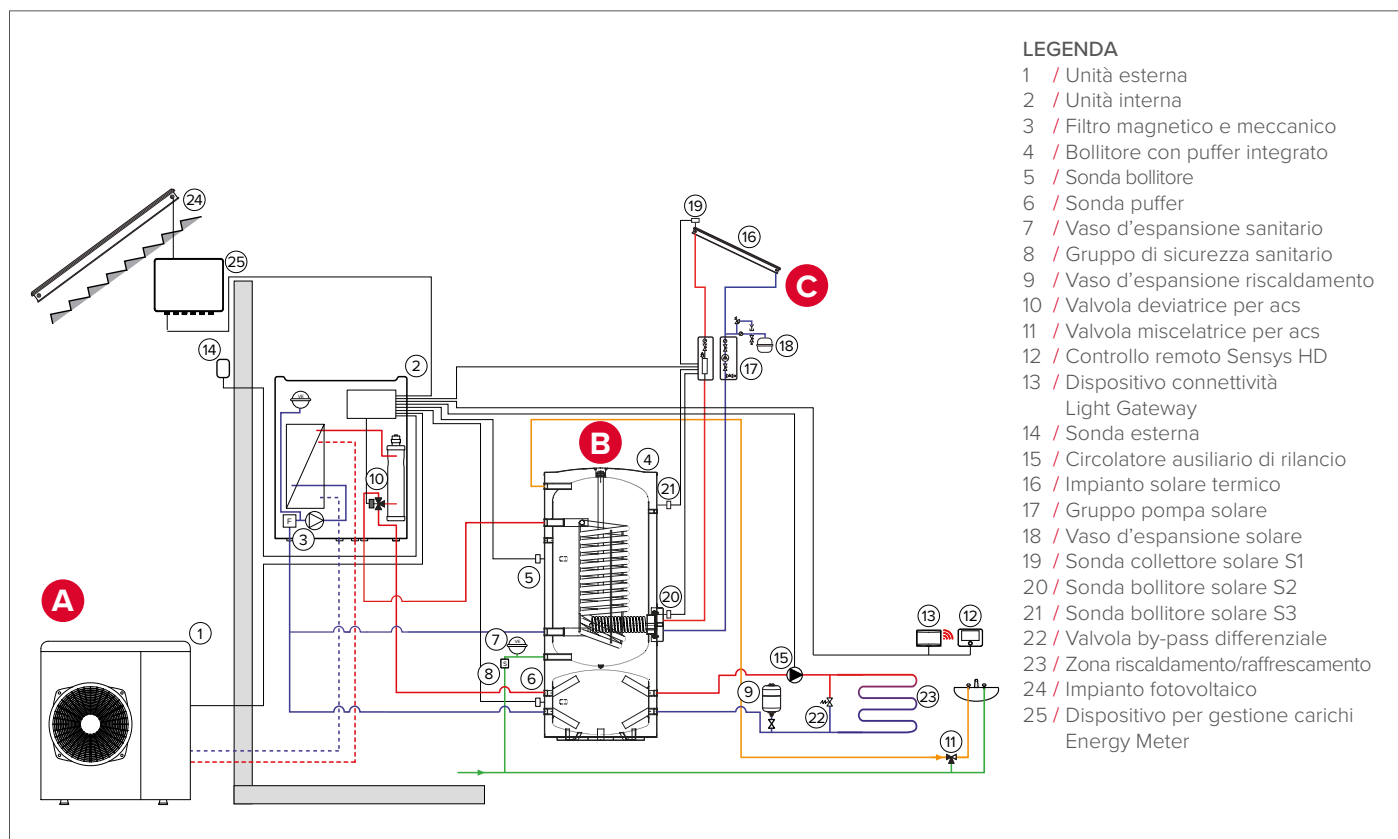 LEGENDA
1 / Unità esterna
2 / Unità interna
3 / Filtro magnetico e meccanico
4 / Bollitore con puffer integrato
5 / Sonda bollitore
6 / Sonda puffer
7 / Vaso d'espansione sanitario
8 / Gruppo di sicurezza sanitario
9 / Vaso d'espansione riscaldamento
10 / Valvola deviatrice per acs
11 / Valvola miscelatrice per acs
12 / Controllo remoto Sensys HD
13 / Dispositivo connettività
Light Gateway
14 / Sonda esterna
15 / Circolatore ausiliario di rilancio
16 / Impianto solare termico
17 / Gruppo pompa solare
18 / Vaso d'espansione solare
19 / Sonda collettore solare S1
20 / Sonda bollitore solare S2
21 / Sonda bollitore solare S3
22 / Valvola by-pass differenziale
23 / Zona riscaldamento/raffrescamento
24 / Impianto fotovoltaico
25 / Dispositivo per gestione carichi
Energy Meter
24
19
16
25
C
14
2
18
17
VE
B
4
10
21
F
3
5
20
A
1
7
VE
8
S
6
15
9
22
23
13
12
11